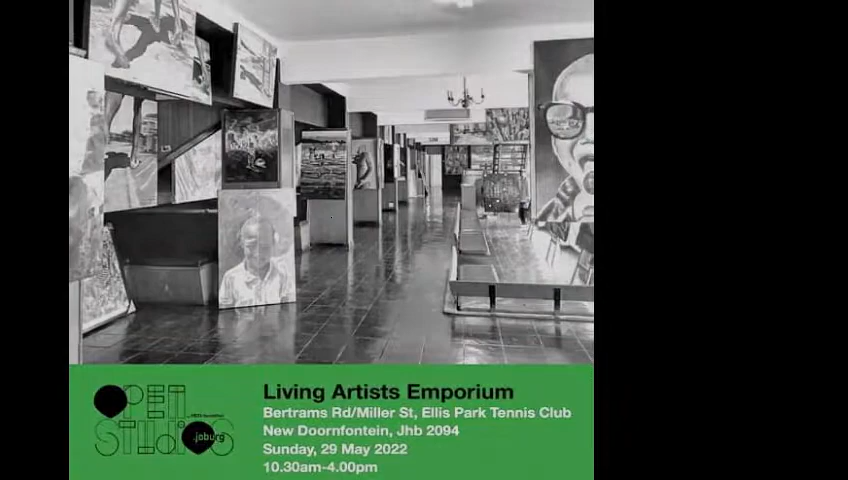 OPEN
STUDIOS
.joburg
Living Artists Emporium
Bertrams Rd/Miller St, Ellis Park Tennis Club
New Doornfontein, Jhb 2094
Sunday, 29 May 2022
10.30am-4.00pm